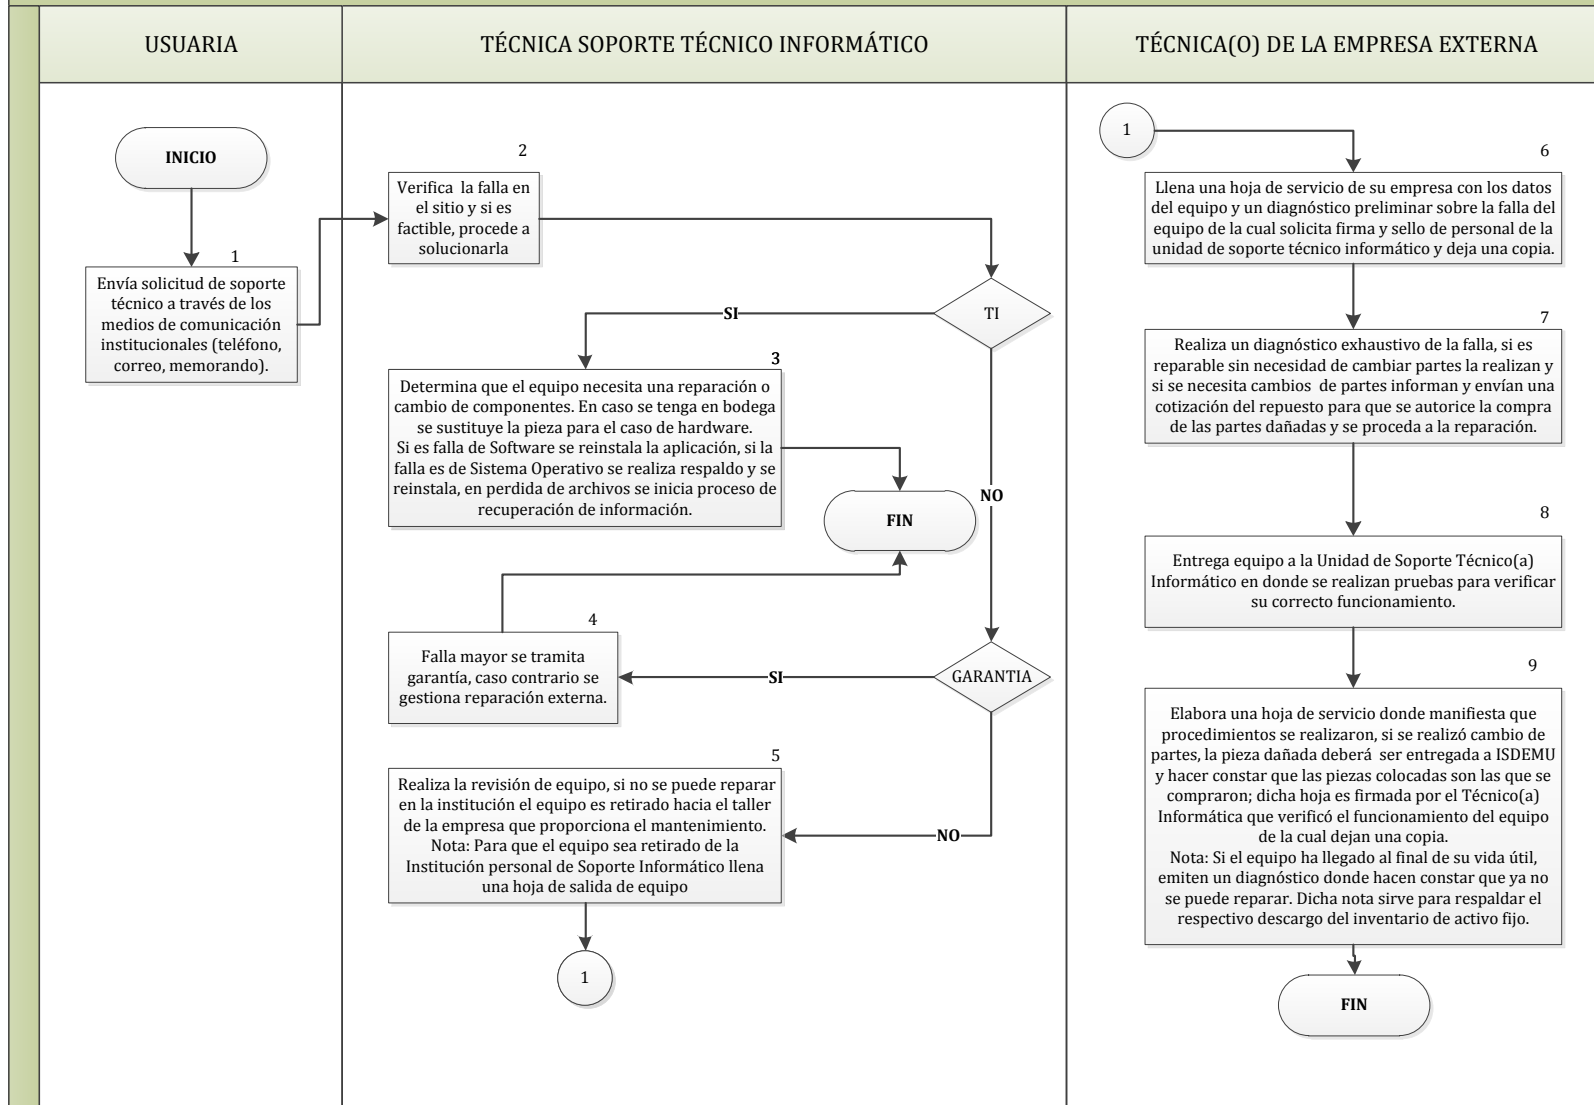 USUARIA
TÉCNICA SOPORTE TÉCNICO INFORMÁTICO
TÉCNICA(O) DE LA EMPRESA EXTERNA
INICIO
1
Envía solicitud de soporte
técnico a través de los
medios de comunicación
institucionales (teléfono,
correo, memorando).
2
Verifica la falla en
el sitio y si es
factible, procede a
solucionarla
TI
SI
NO
3
Determina que el equipo necesita una reparación o
cambio de componentes. En caso se tenga en bodega
se sustituye la pieza para el caso de hardware.
Si es falla de Software se reinstala la aplicación, si la
falla es de Sistema Operativo se realiza respaldo y se
reinstala, en perdida de archivos se inicia proceso de
recuperación de información.
FIN
4
Falla mayor se tramita
garantía, caso contrario se
gestiona reparación externa.
SI
GARANTIA
NO
5
Realiza la revisión de equipo, si no se puede reparar
en la institución el equipo es retirado hacia el taller
de la empresa que proporciona el mantenimiento.
Nota: Para que el equipo sea retirado de la
Institución personal de Soporte Informático llena
una hoja de salida de equipo
1
1
6
Llena una hoja de servicio de su empresa con los datos
del equipo y un diagnóstico preliminar sobre la falla del
equipo de la cual solicita firma y sello de personal de la
unidad de soporte técnico informático y deja una copia.
7
Realiza un diagnóstico exhaustivo de la falla, si es
reparable sin necesidad de cambiar partes la realizan y
si se necesita cambios de partes informan y envían una
cotización del repuesto para que se autorice la compra
de las partes dañadas y se proceda a la reparación.
8
Entrega equipo a la Unidad de Soporte Técnico(a)
Informático en donde se realizan pruebas para verificar
su correcto funcionamiento.
9
Elabora una hoja de servicio donde manifiesta que
procedimientos se realizaron, si se realizó cambio de
partes, la pieza dañada deberá ser entregada a ISDEMU
y hacer constar que las piezas colocadas son las que se
compraron; dicha hoja es firmada por el Técnico(a)
Informática que verificó el funcionamiento del equipo
de la cual dejan una copia.
Nota: Si el equipo ha llegado al final de su vida útil,
emiten un diagnóstico donde hacen constar que ya no
se puede reparar. Dicha nota sirve para respaldar el
respectivo descargo del inventario de activo fijo.
FIN